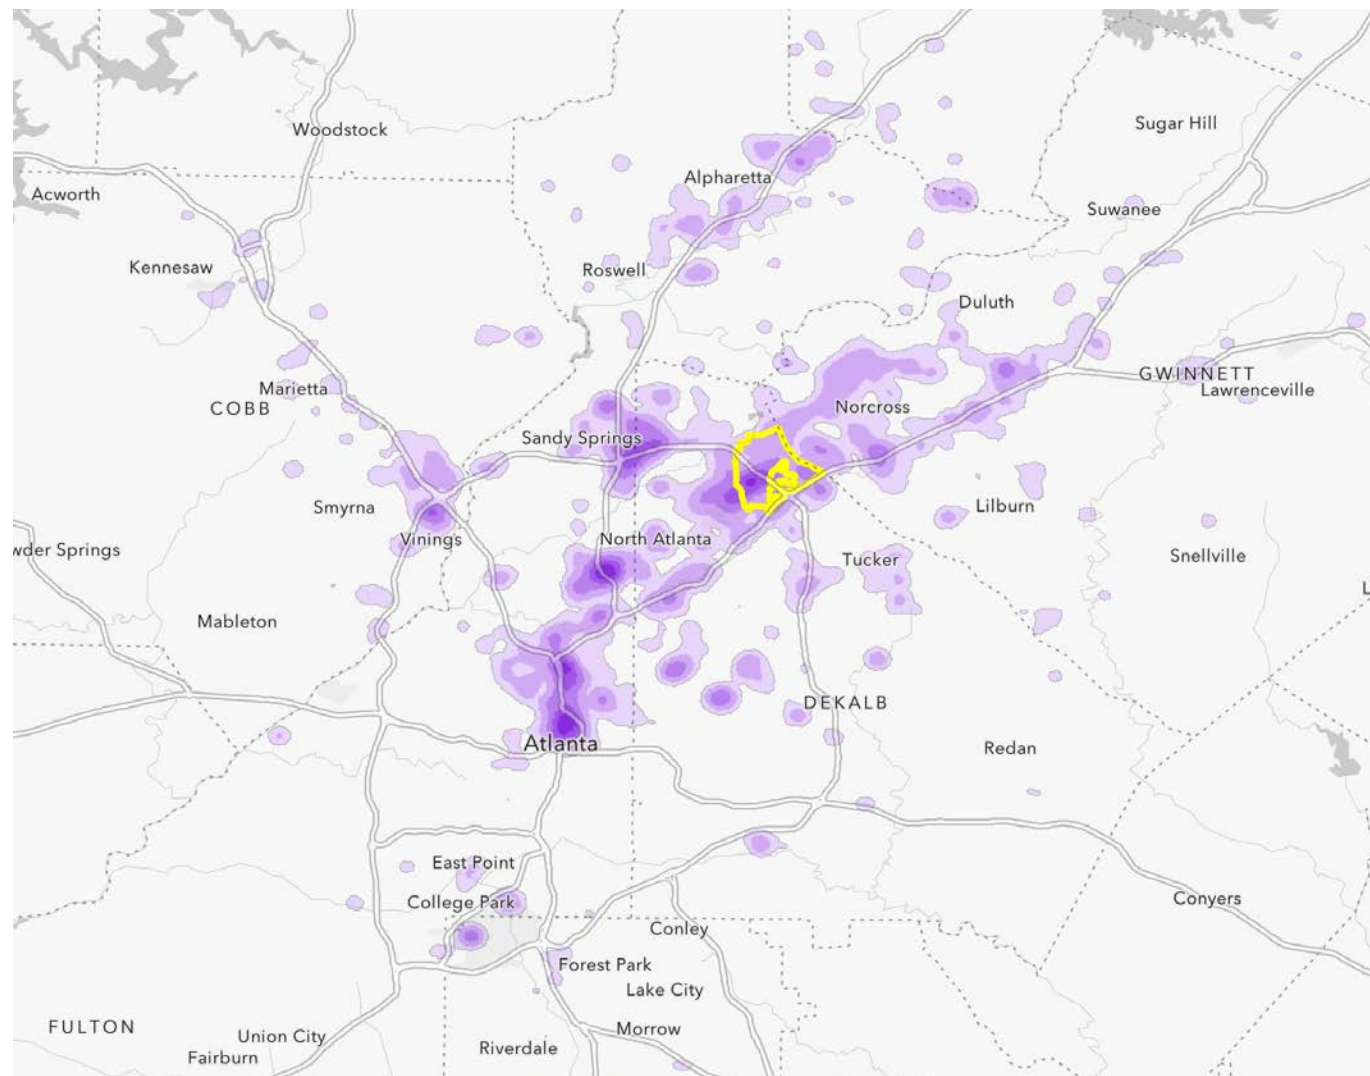 Woodstock
Sugar Hill
Alpharetta
Acworth
Suwanee
Kennesaw
Roswell
Duluth
GWINNETT
Marietta
Lawrenceville
COBB
Norcross
Sandy Springs
Smyrna
Lilburn
Vinings
North Atlanta
wder Springs
Tucker
Snellville
L
Mableton
DEKALB
Atlanta
Redan
East Point
College Park
Conyers
Conley
Forest Park
Lake City
FULTON
Union City
Morrow
Riverdale
Fairburn